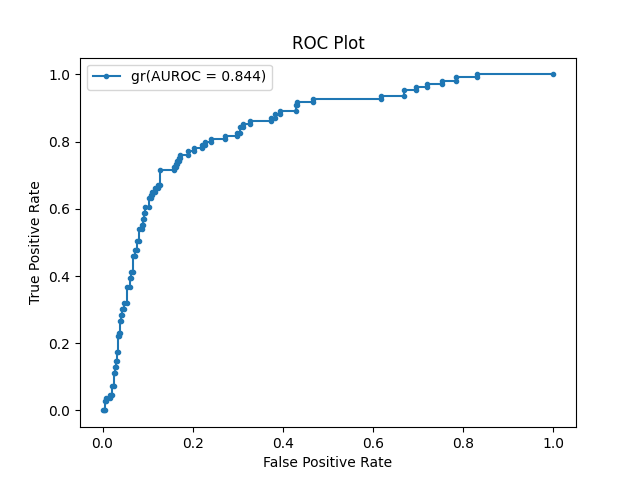 ROC Plot
gr(AUROC = 0.844)
1.0
0.8
0.6
0.4
0.2
0.0
True Positive Rate
0.0 0.2 0.4 0.6 0.8 1.0
False Positive Rate